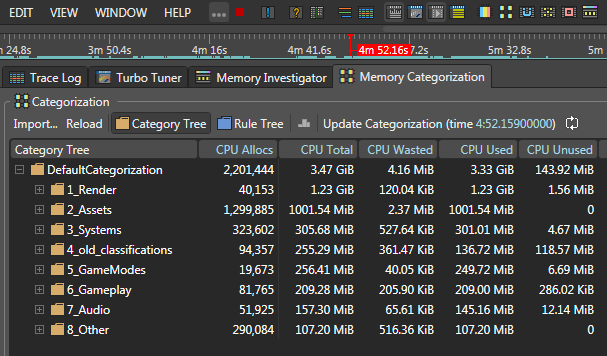 EDIT VIEW WINDOW HELP
m 24.8s 3m 50.4s 4m 16s 4m 41.6s 4m 52.16s 7.2s 5m 32.8s 5m
Trace Log Turbo Tuner Memory Investigator Memory Categorization
Categorization
Import... Reload Category Tree Rule Tree Update Categorization (time 4:52.15900000)
Category Tree CPU Allocs CPU Total CPU Wasted CPU Used CPU Unused
DefaultCategorization 2,201,444 3.47 GiB 4.16 MiB 3.33 GiB 143.92 MiB
1_Render 40,153 1.23 GiB 120.04 KiB 1.23 GiB 1.56 MiB
2_Assets 1,299,885 1001.54 MiB 2.37 MiB 1001.54 MiB 0
3_Systems 323,602 305.68 MiB 527.64 KiB 301.01 MiB 4.67 MiB
4_old_classifications 94,357 255.29 MiB 361.47 KiB 136.72 MiB 118.57 MiB
5_GameModes 19,673 256.41 MiB 40.05 KiB 249.72 MiB 6.69 MiB
6_Gameplay 81,765 209.28 MiB 205.90 KiB 209.00 MiB 286.02 KiB
7_Audio 51,925 157.30 MiB 65.61 KiB 145.16 MiB 12.14 MiB
8_Other 290,084 107.20 MiB 516.36 KiB 107.20 MiB 0